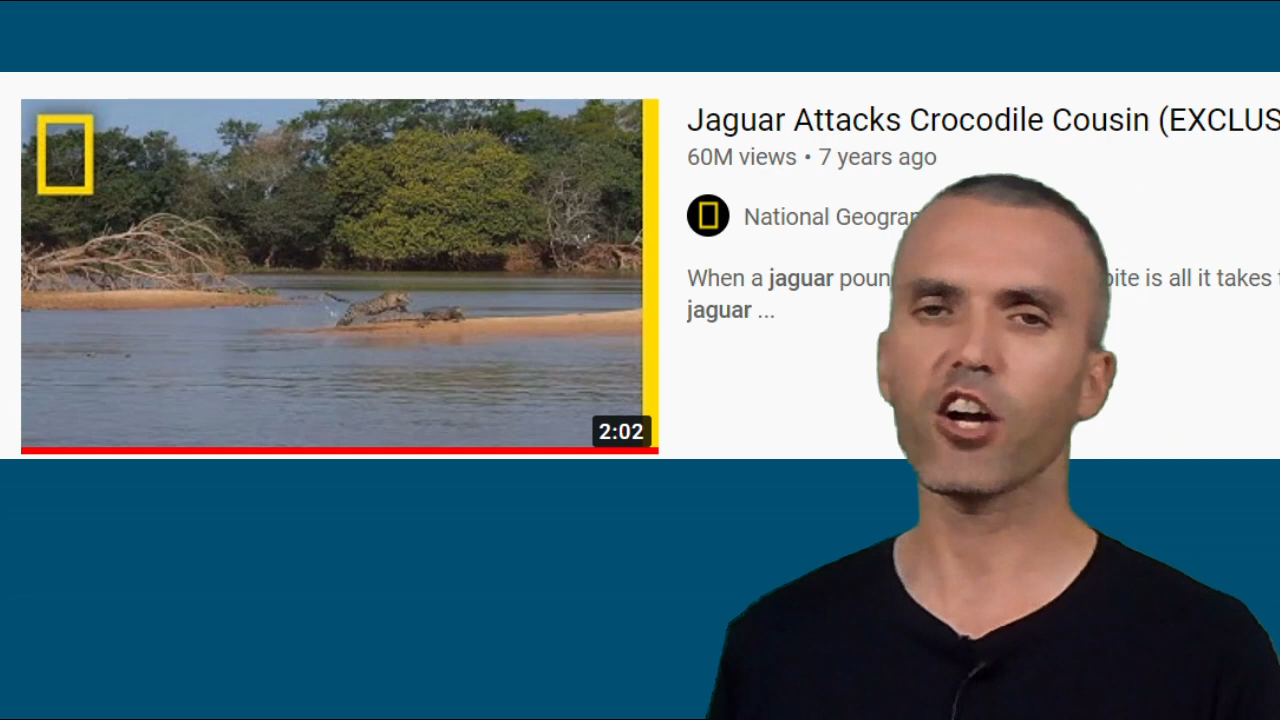 Jaguar Attacks Crocodile Cousin (EXCLUS
60M views • 7 years ago
National Geograp
When a jaguar poun bite is all it takes
jaguar ...
2:02